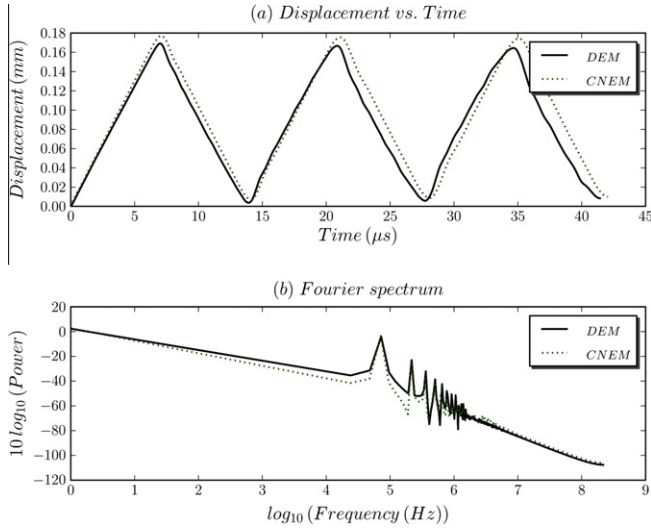 (a) Displacement vs. Time
0.18
0.16
0.14
0.12
0.10
0.08
0.06
0.04
0.02
0.00
Displacement (mm)
DEM
CNEM
0 5 10 15 20 25 30 35 40 45
Time (μs)
(b) Fourier spectrum
20
0
−20
−40
−60
−80
−100
−120
10 log10 (Power)
DEM
CNEM
0 1 2 3 4 5 6 7 8 9
log10 (Frequency (Hz))